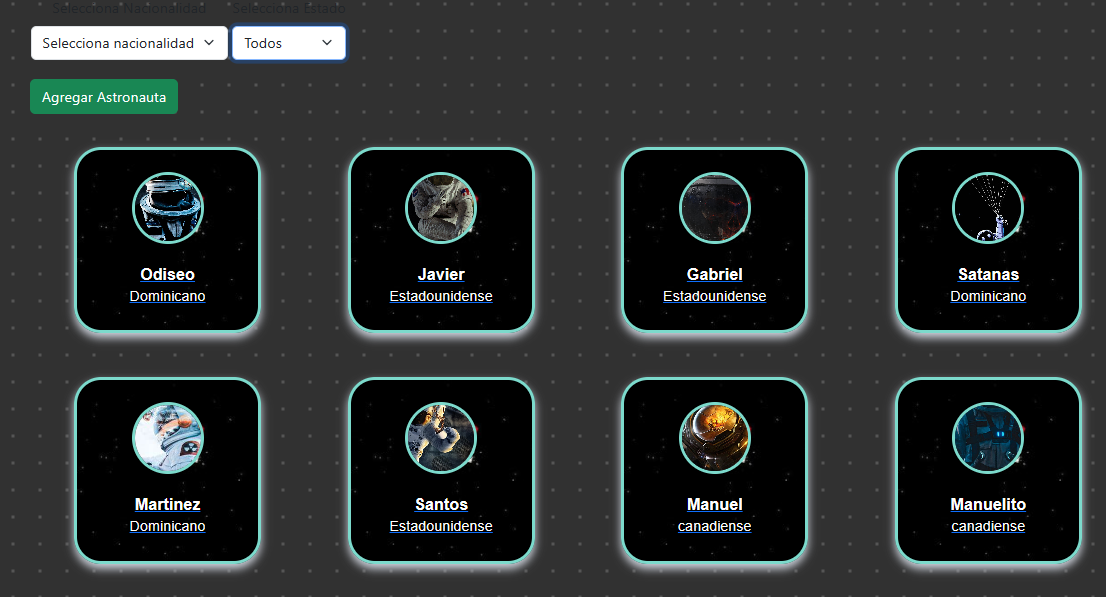 Selecciona Nacionalidad Selecciona Estado
Selecciona nacionalidad Todos
Agregar Astronauta
Odiseo Javier Gabriel Satanas
Dominicano Estadounidense Estadounidense Dominicano
Martinez Santos Manuel Manuelito
Dominicano Estadounidense canadiense canadiense